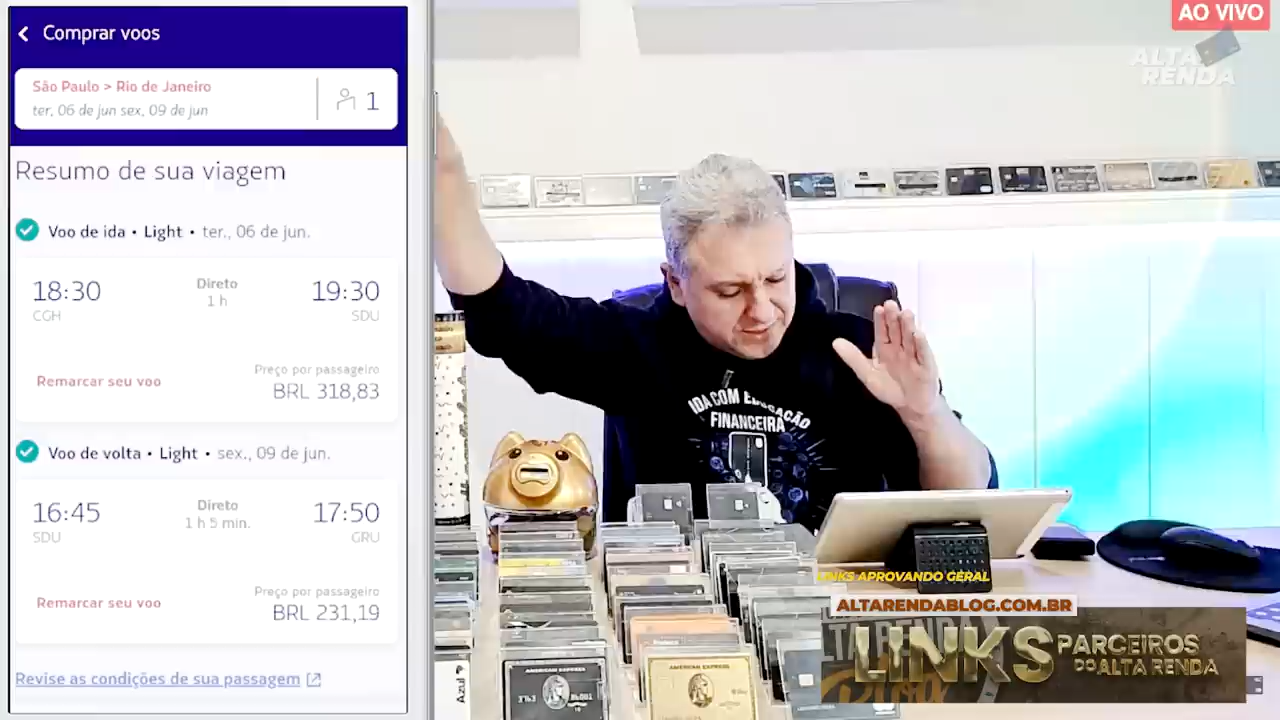 Comprar voos
São Paulo > Rio de Janeiro
ter, 06 de jun sex, 09 de jun
1
Resumo de sua viagem
Voo de ida • Light • ter., 06 de jun.
18:30
Direto
19:30
CGH
1 h
SDU
Preço por passageiro
Remarcar seu voo
BRL 318,83
Voo de volta • Light • sex., 09 de jun.
16:45
Direto
17:50
SDU
1 h 5 min.
GRU
Preço por passageiro
Remarcar seu voo
BRL 231,19
Revise as condições de sua passagem
AO VIVO
ALTA
RENDA
IDA COM EDUCAÇÃO
FINANCEIRA
Azul
AMERICAN EXPRESS
AMERICAN EXPRESS
LINKS APROVANDO GERAL
ALTARENDABLOG.COM.BR
LINKS
PARCEIROS
DO ALTA RENDA